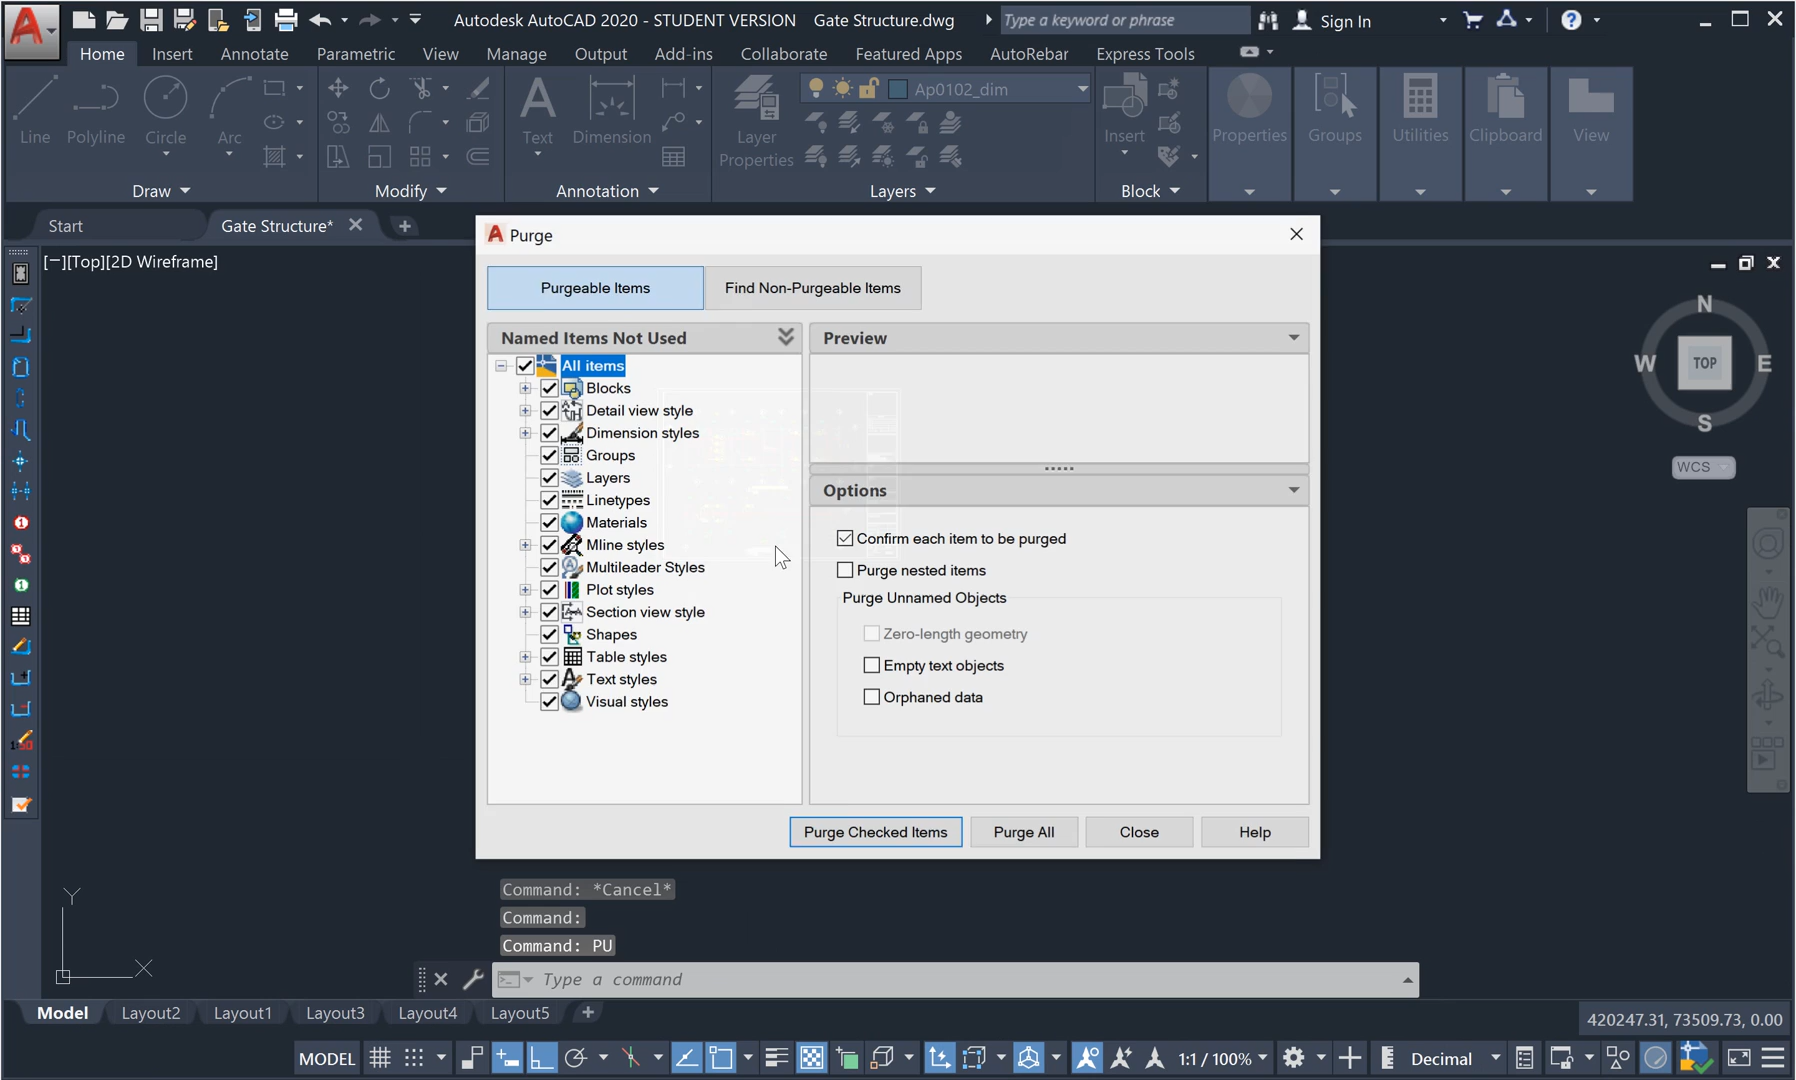 Autodesk AutoCAD 2020 - STUDENT VERSION Gate Structure.dwg
Type a keyword or phrase
Sign In
Home Insert Annotate Parametric View Manage Output Add-ins Collaborate Featured Apps AutoRebar Express Tools
Ap0102_dim
Line Polyline Circle Arc Text Dimension Layer Properties Insert Properties Groups Utilities Clipboard View
Draw Modify Annotation Layers Block
Start Gate Structure*
[−][Top][2D Wireframe]
N
W TOP E
S
WCS
Purge
Purgeable Items Find Non-Purgeable Items
Named Items Not Used
All items
Blocks
Detail view style
Dimension styles
Groups
Layers
Linetypes
Materials
Mline styles
Multileader Styles
Plot styles
Section view style
Shapes
Table styles
Text styles
Visual styles
Preview
Options
Confirm each item to be purged
Purge nested items
Purge Unnamed Objects
Zero-length geometry
Empty text objects
Orphaned data
Purge Checked Items Purge All Close Help
Command: *Cancel*
Command:
Command: PU
Type a command
Y
X
Model Layout2 Layout1 Layout3 Layout4 Layout5
420247.31, 73509.73, 0.00
MODEL 1:1 / 100% Decimal